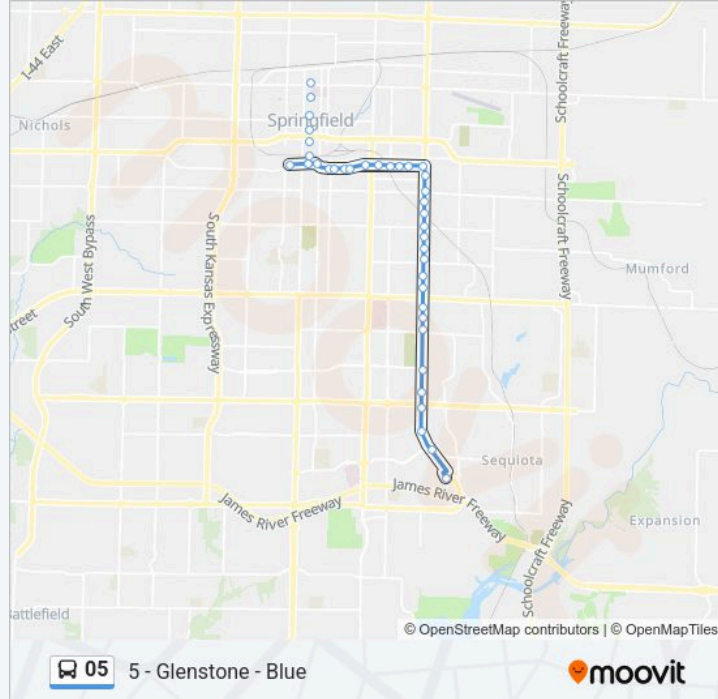 I-44 East
Schoolcraft Freeway
Nichols
Springfield
South West Bypass
South Kansas Expressway
Schoolcraft Freeway
Mumford
Street
Sequiota
James River Freeway
James River Freeway
Schoolcraft Freeway
Expansion
Battlefield
© OpenStreetMap contributors | © OpenMapTiles
05 5 - Glenstone - Blue
moovit
moovit